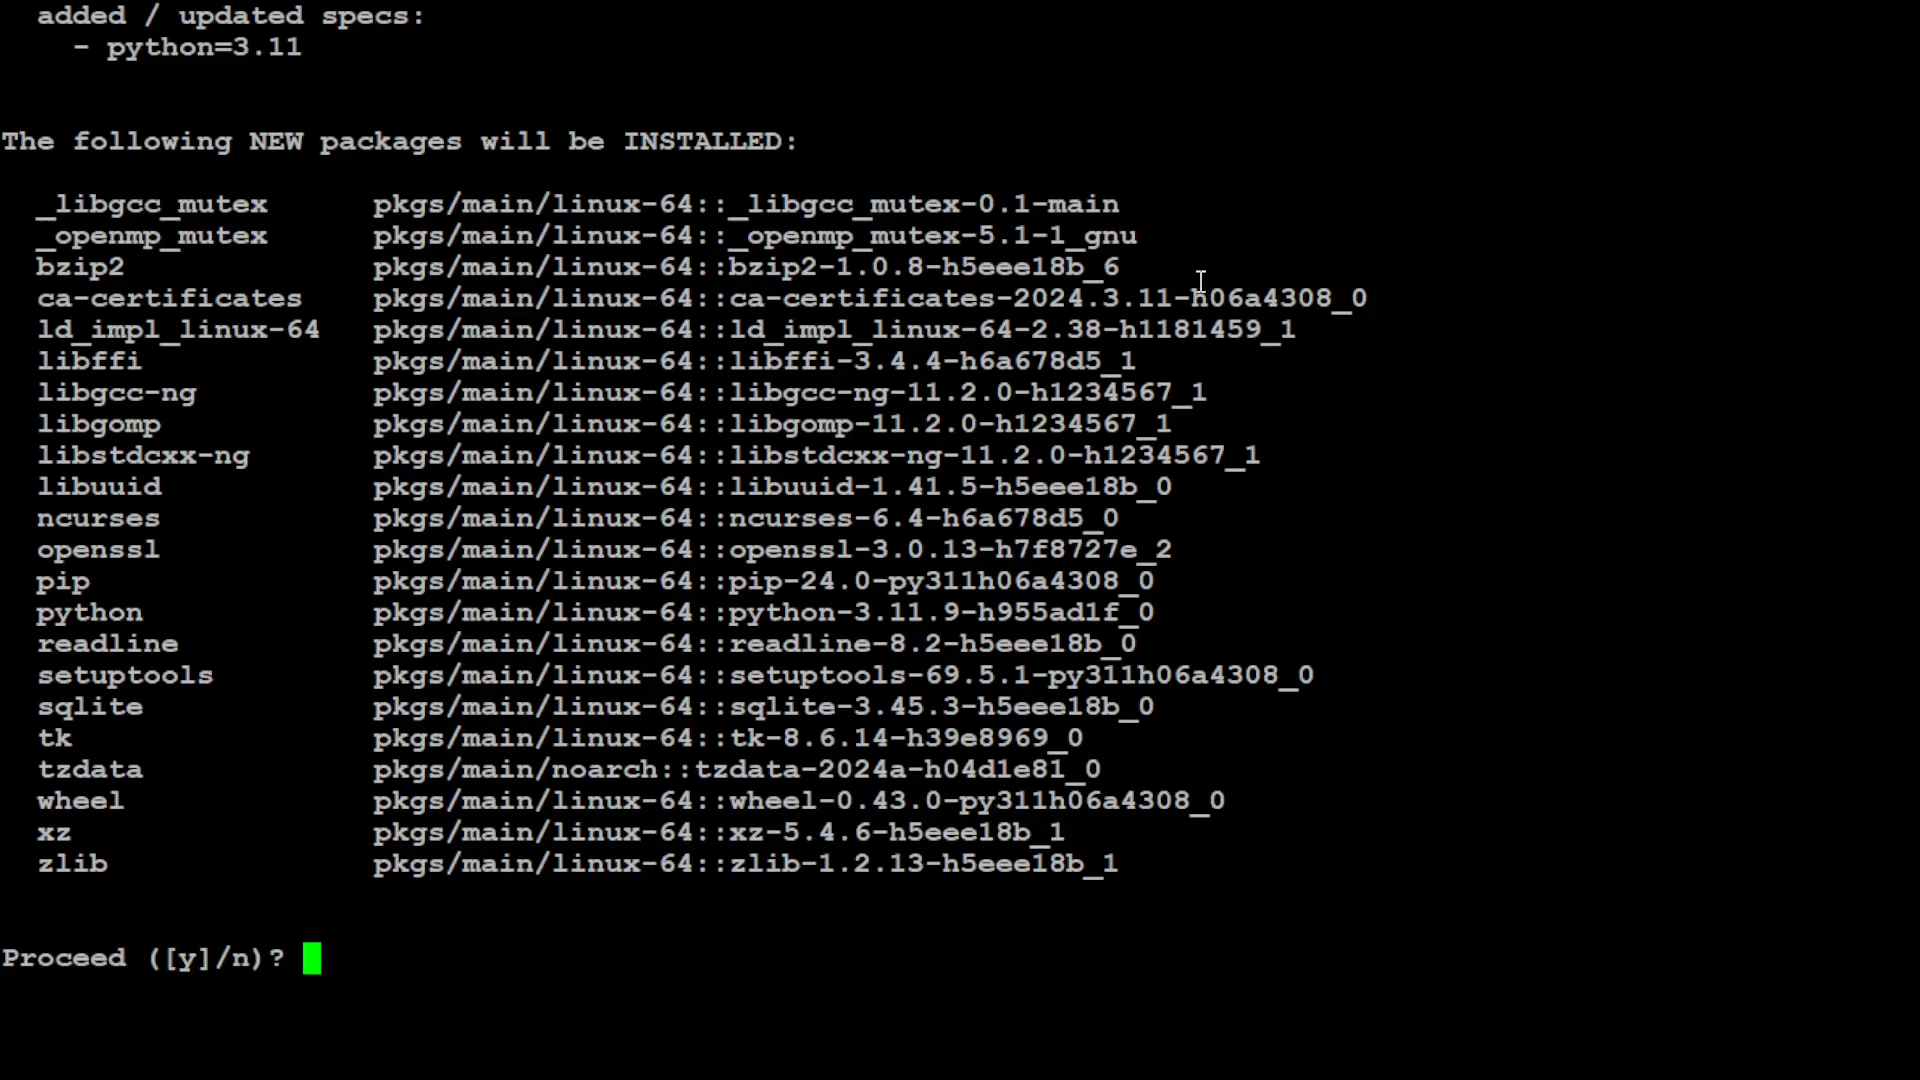 added / updated specs:
- python=3.11
The following NEW packages will be INSTALLED:
_libgcc_mutex pkgs/main/linux-64::_libgcc_mutex-0.1-main
_openmp_mutex pkgs/main/linux-64::_openmp_mutex-5.1-1_gnu
bzip2 pkgs/main/linux-64::bzip2-1.0.8-h5eee18b_6
ca-certificates pkgs/main/linux-64::ca-certificates-2024.3.11-h06a4308_0
ld_impl_linux-64 pkgs/main/linux-64::ld_impl_linux-64-2.38-h1181459_1
libffi pkgs/main/linux-64::libffi-3.4.4-h6a678d5_1
libgcc-ng pkgs/main/linux-64::libgcc-ng-11.2.0-h1234567_1
libgomp pkgs/main/linux-64::libgomp-11.2.0-h1234567_1
libstdcxx-ng pkgs/main/linux-64::libstdcxx-ng-11.2.0-h1234567_1
libuuid pkgs/main/linux-64::libuuid-1.41.5-h5eee18b_0
ncurses pkgs/main/linux-64::ncurses-6.4-h6a678d5_0
openssl pkgs/main/linux-64::openssl-3.0.13-h7f8727e_2
pip pkgs/main/linux-64::pip-24.0-py311h06a4308_0
python pkgs/main/linux-64::python-3.11.9-h955ad1f_0
readline pkgs/main/linux-64::readline-8.2-h5eee18b_0
setuptools pkgs/main/linux-64::setuptools-69.5.1-py311h06a4308_0
sqlite pkgs/main/linux-64::sqlite-3.45.3-h5eee18b_0
tk pkgs/main/linux-64::tk-8.6.14-h39e8969_0
tzdata pkgs/main/noarch::tzdata-2024a-h04d1e81_0
wheel pkgs/main/linux-64::wheel-0.43.0-py311h06a4308_0
xz pkgs/main/linux-64::xz-5.4.6-h5eee18b_1
zlib pkgs/main/linux-64::zlib-1.2.13-h5eee18b_1
Proceed ([y]/n)?